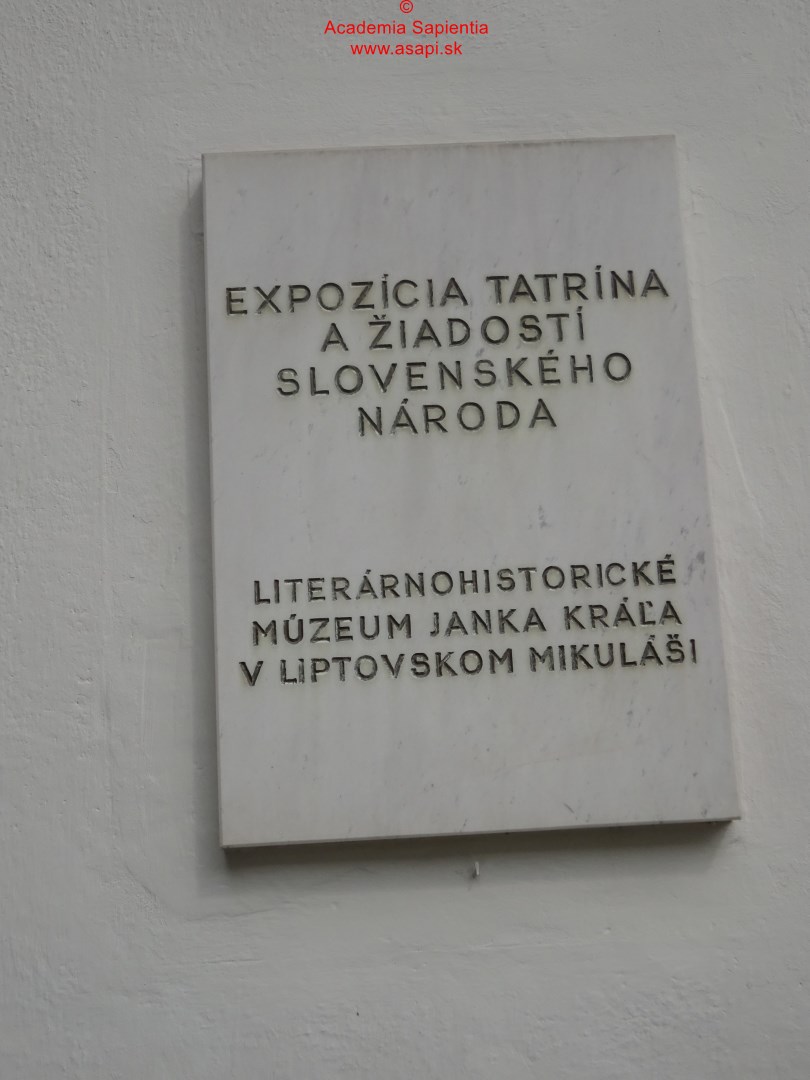 ©
Academia Sapientia
www.asapi.sk
EXPOZÍCIA TATRÍNA
A ŽIADOSTÍ
SLOVENSKÉHO
NÁRODA
LITERÁRNOHISTORICKÉ
MÚZEUM JANKA KRÁĽA
V LIPTOVSKOM MIKULÁŠI